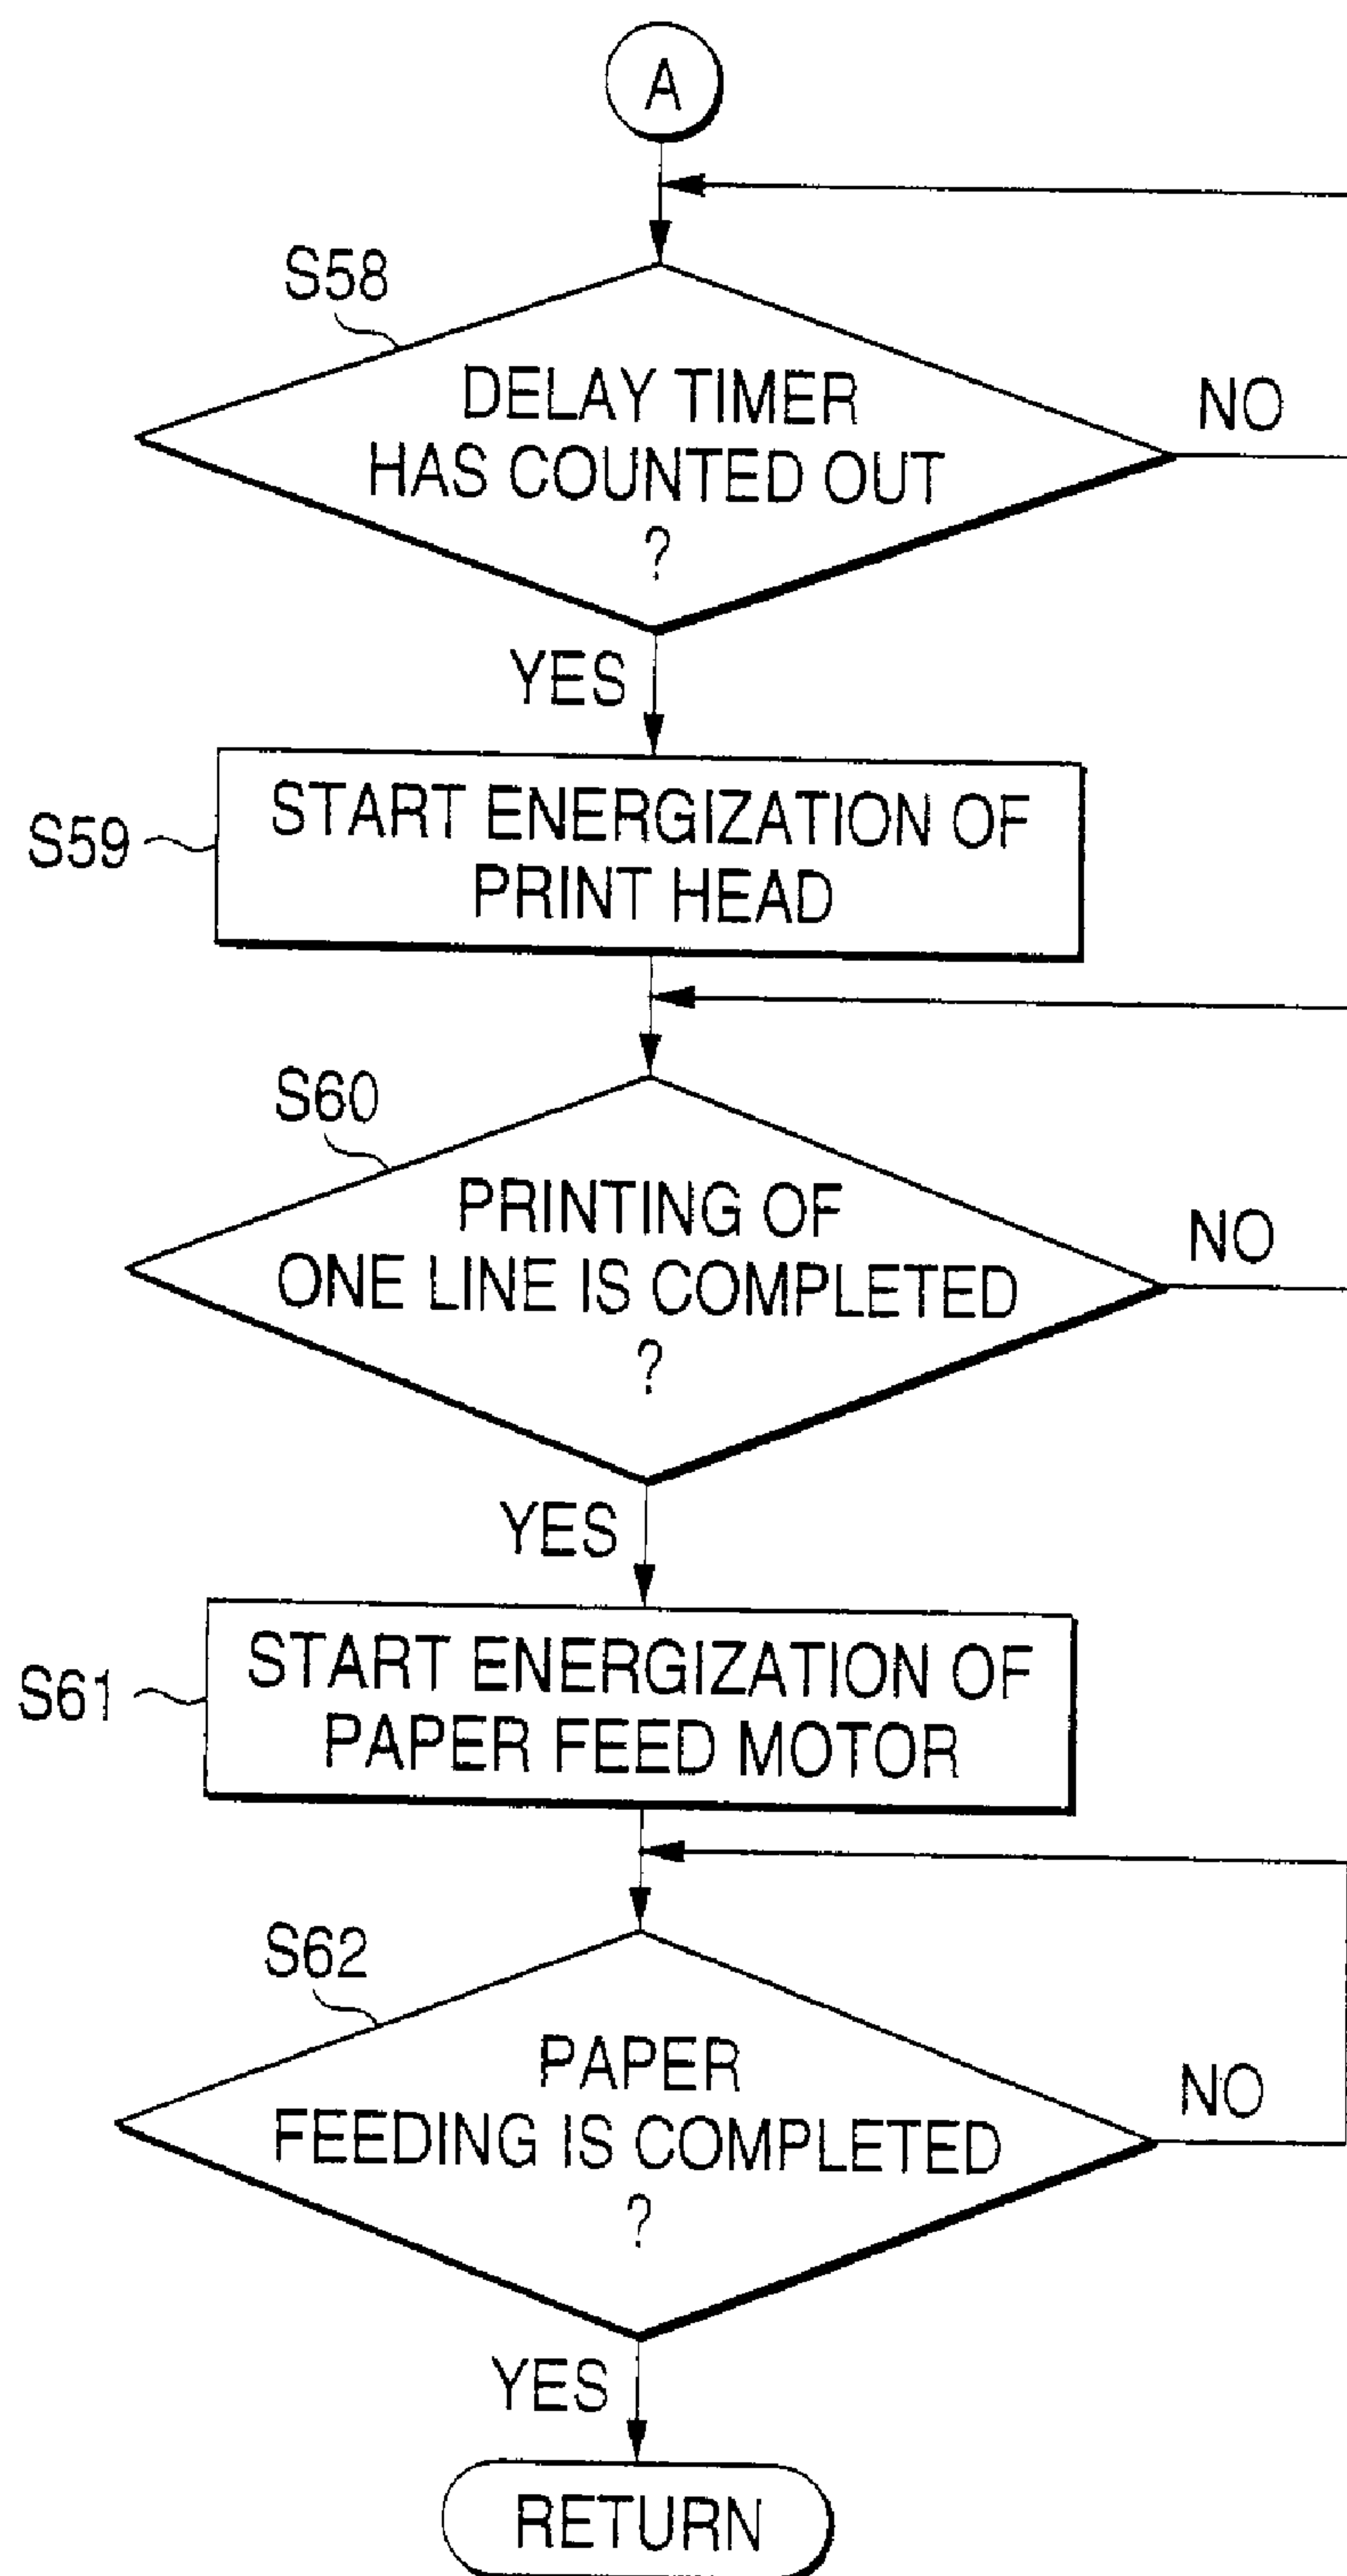 A
S58
DELAY TIMER
HAS COUNTED OUT
?
NO
YES
S59
START ENERGIZATION OF
PRINT HEAD
S60
PRINTING OF
ONE LINE IS COMPLETED
?
NO
YES
S61
START ENERGIZATION OF
PAPER FEED MOTOR
S62
PAPER
FEEDING IS COMPLETED
?
NO
YES
RETURN